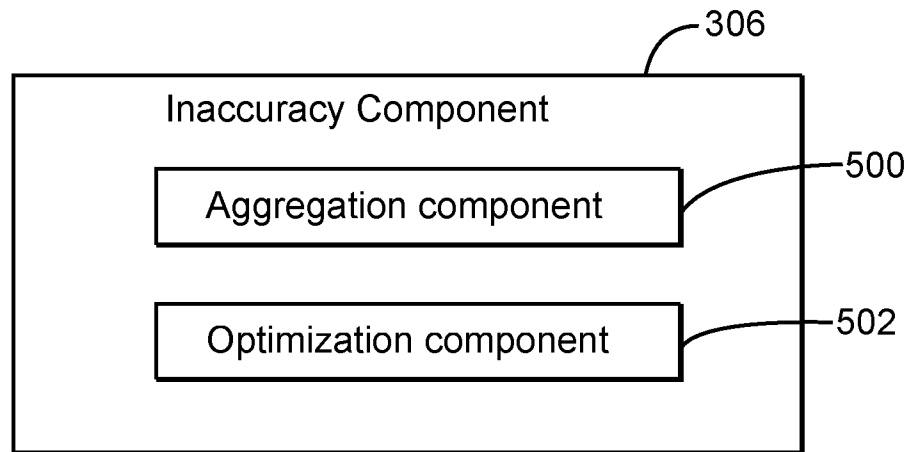 306
Inaccuracy Component
Aggregation component
500
Optimization component
502